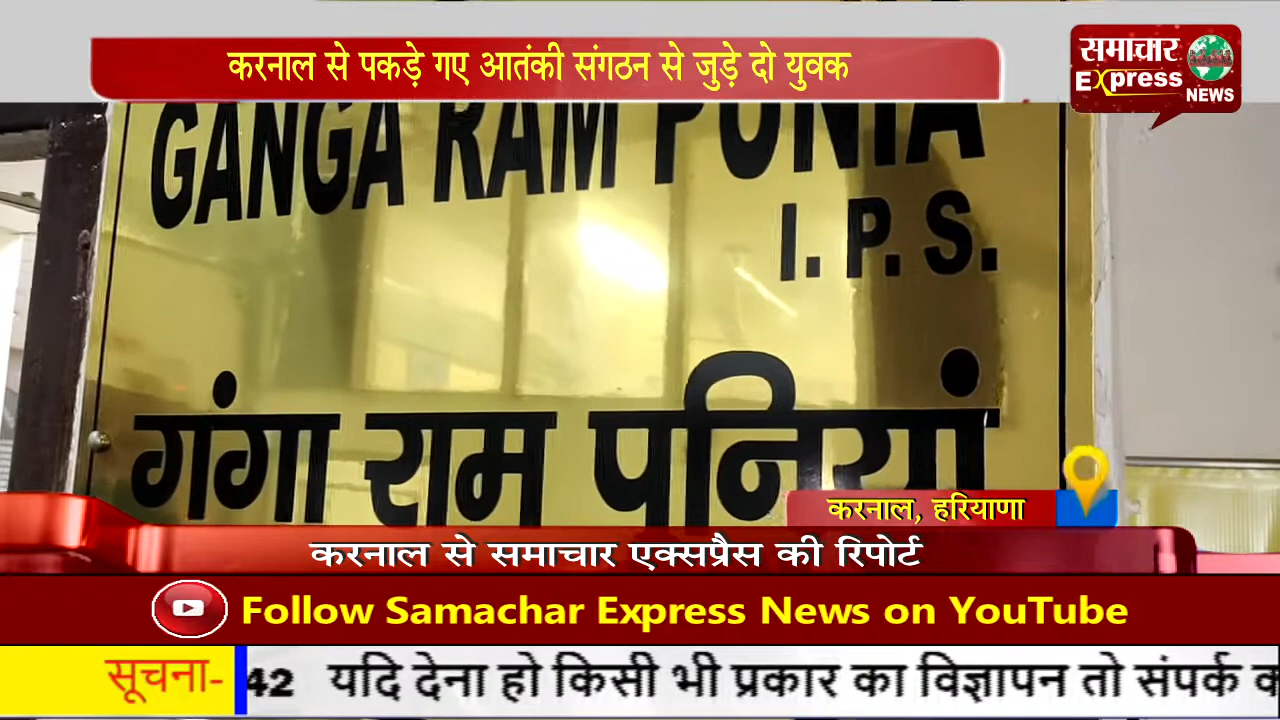 करनाल से पकड़े गए आतंकी संगठन से जुड़े दो युवक
समाचार
Express
NEWS
GANGA RAM PUNIA
I. P. S.
गंगा राम पुनियां
करनाल, हरियाणा
करनाल से समाचार एक्सप्रैस की रिपोर्ट
Follow Samachar Express News on YouTube
सूचना- 42 यदि देना हो किसी भी प्रकार का विज्ञापन तो संपर्क